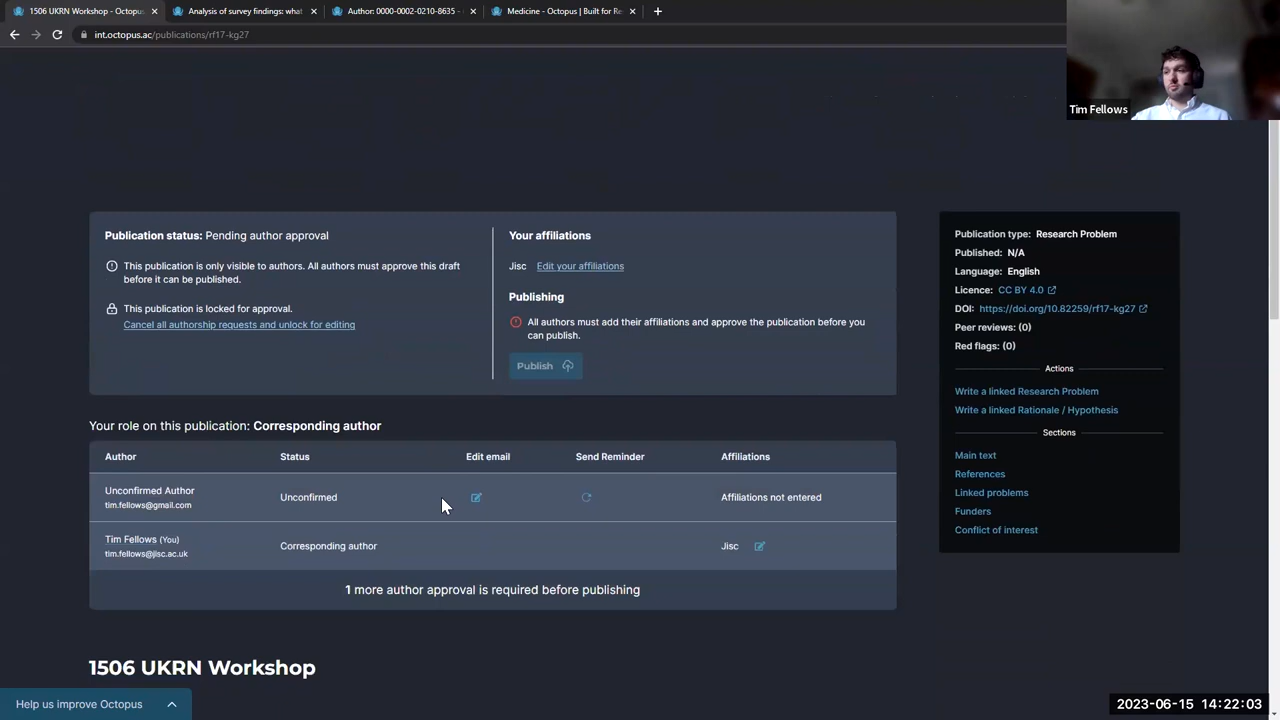 1506 UKRN Workshop - Octopus
Analysis of survey findings: what
Author: 0000-0002-0210-8635 -
Medicine - Octopus | Built for Re
int.octopus.ac/publications/rf17-kg27
Tim Fellows
Publication status: Pending author approval
This publication is only visible to authors. All authors must approve this draft
before it can be published.
This publication is locked for approval.
Cancel all authorship requests and unlock for editing
Your affiliations
Jisc Edit your affiliations
Publishing
All authors must add their affiliations and approve the publication before you
can publish.
Publish
Publication type: Research Problem
Published: N/A
Language: English
Licence: CC BY 4.0
DOI: https://doi.org/10.82259/rf17-kg27
Peer reviews: (0)
Red flags: (0)
Actions
Write a linked Research Problem
Write a linked Rationale / Hypothesis
Sections
Main text
References
Linked problems
Funders
Conflict of interest
Your role on this publication: Corresponding author
Author Status Edit email Send Reminder Affiliations
Unconfirmed Author
tim.fellows@gmail.com
Unconfirmed
Affiliations not entered
Tim Fellows (You)
tim.fellows@jisc.ac.uk
Corresponding author
Jisc
1 more author approval is required before publishing
1506 UKRN Workshop
Help us improve Octopus
2023-06-15 14:22:03